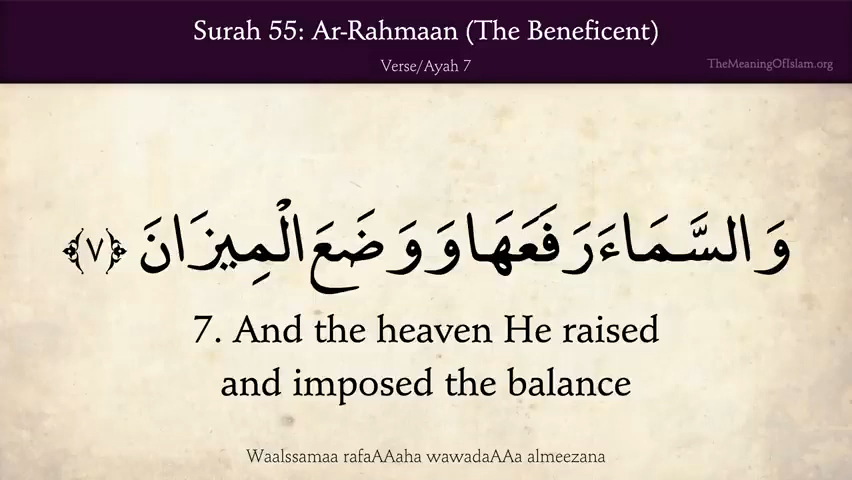 Surah 55: Ar-Rahmaan (The Beneficent)
Verse/Ayah 7
TheMeaningOfIslam.org
وَالسَّمَاءَ رَفَعَهَا وَوَضَعَ الْمِيزَانَ ﴿٧﴾
7. And the heaven He raised
and imposed the balance
Waalssamaa rafaAAaha wawadaAAa almeezana